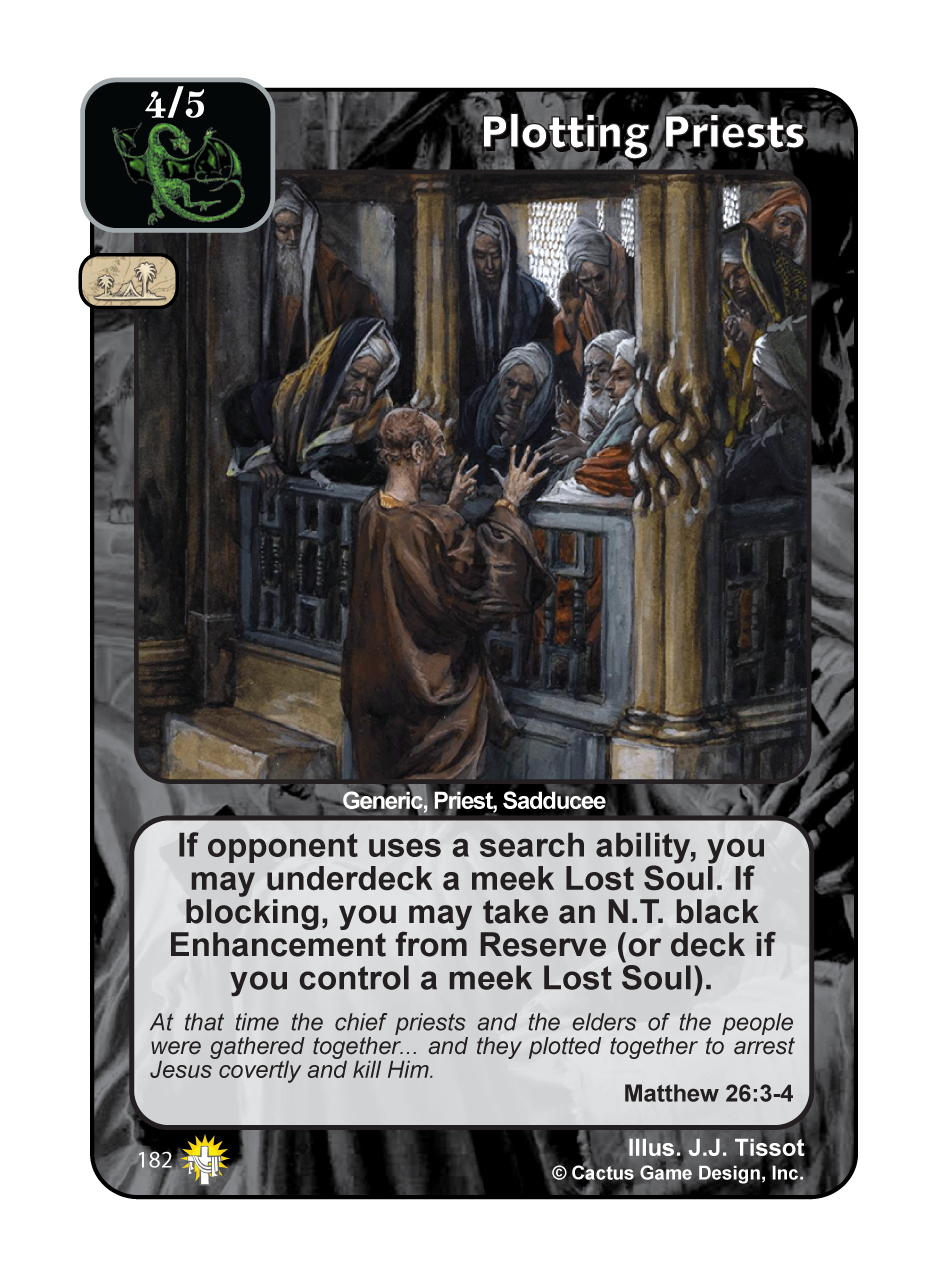 4/5
Plotting Priests
Generic, Priest, Sadducee
If opponent uses a search ability, you
may underdeck a meek Lost Soul. If
blocking, you may take an N.T. black
Enhancement from Reserve (or deck if
you control a meek Lost Soul).
At that time the chief priests and the elders of the people
were gathered together... and they plotted together to arrest
Jesus covertly and kill Him.
Matthew 26:3-4
182
Illus. J.J. Tissot
© Cactus Game Design, Inc.